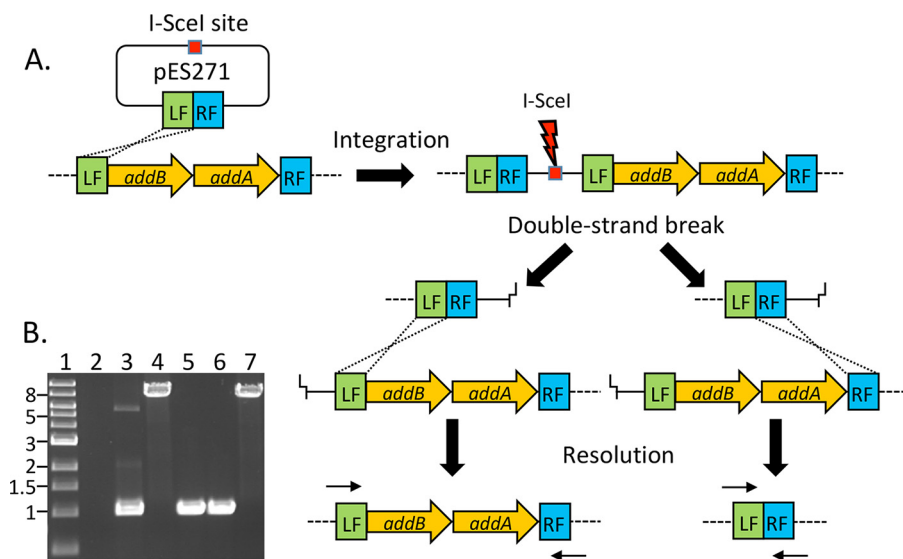 A.
I-SceI site
pES271
LF RF
LF addB addA RF
Integration
I-SceI
LF RF LF addB addA RF
Double-strand break
LF RF
LF RF
LF addB addA RF
LF addB addA RF
Resolution
LF addB addA RF
LF RF
B.
1 2 3 4 5 6 7
8
5
3
2
1.5
1